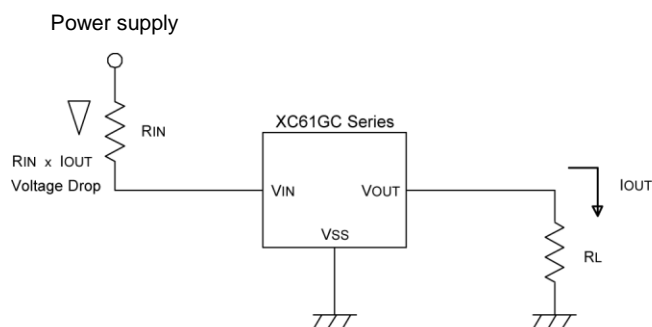 Power supply
XC61GC Series
RIN
RIN x IOUT
Voltage Drop
VIN
VOUT
IOUT
VSS
RL